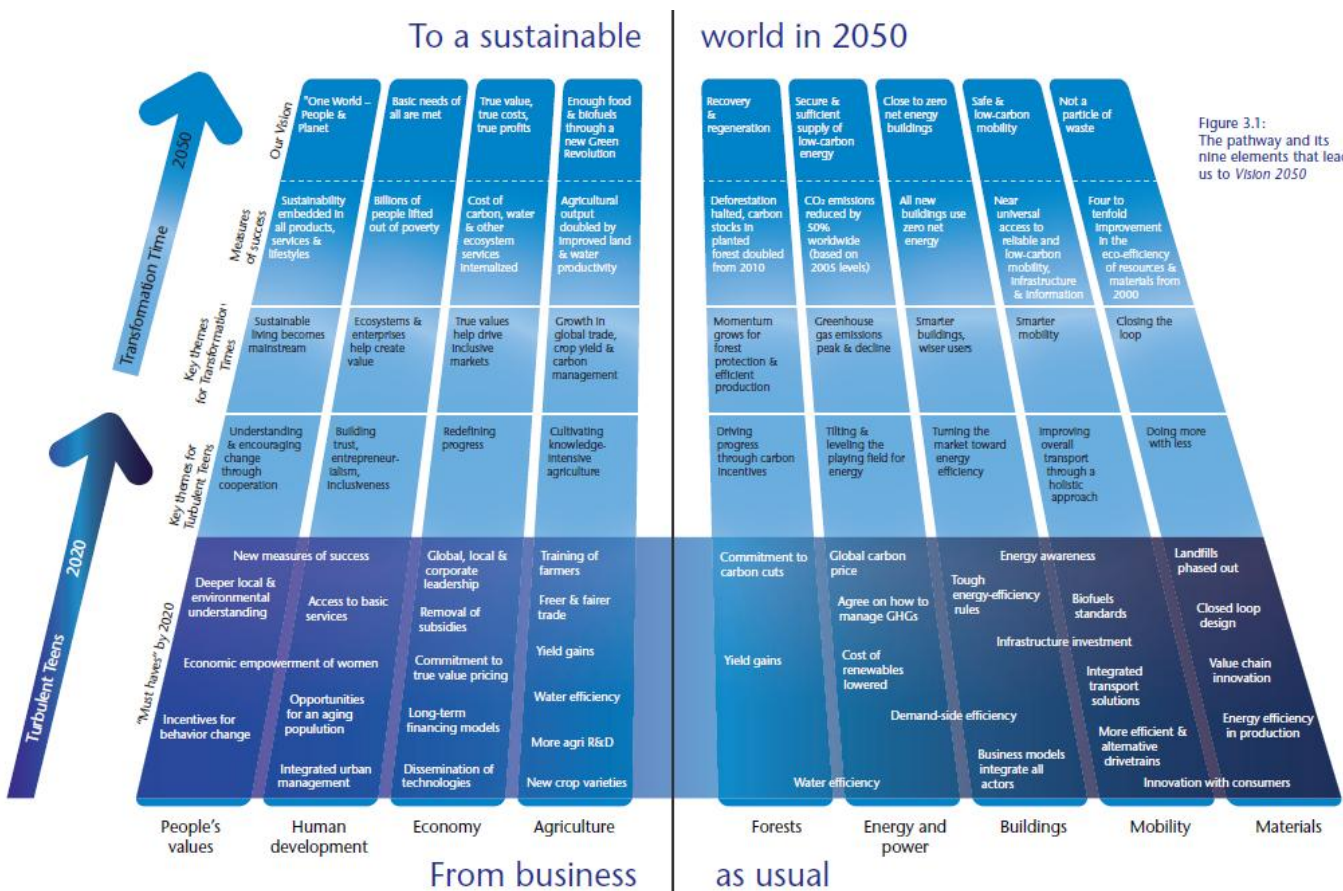 To a sustainable world in 2050
Our Vision
2050
"One World –
People &
Planet
Basic needs of
all are met
True value,
true costs,
true profits
Enough food
& biofuels
through a
new Green
Revolution
Recovery
&
regeneration
Secure &
sufficient
supply of
low-carbon
energy
Close to zero
net energy
buildings
Safe &
low-carbon
mobility
Not a
particle of
waste
Figure 3.1:
The pathway and its
nine elements that lead
us to Vision 2050
Transformation Time
Measures
of success
Sustainability
embedded in
all products,
services &
lifestyles
Billions of
people lifted
out of poverty
Cost of
carbon, water
& other
ecosystem
services
internalized
Agricultural
output
doubled by
improved land
& water
productivity
Deforestation
halted, carbon
stocks in
planted
forest doubled
from 2010
CO₂ emissions
reduced by
50%
worldwide
(based on
2005 levels)
All new
buildings use
zero net
energy
Near
universal
access to
reliable and
low-carbon
mobility,
infrastructure
& information
Four to
tenfold
improvement
in the
eco-efficiency
of resources &
materials from
2000
Key themes
for Transformation'
Times
Sustainable
living becomes
mainstream
Ecosystems &
enterprises
help create
value
True values
help drive
inclusive
markets
Growth in
global trade,
crop yield &
carbon
management
Momentum
grows for
forest
protection &
efficient
production
Greenhouse
gas emissions
peak & decline
Smarter
buildings,
wiser users
Smarter
mobility
Closing the
loop
Key themes for
Turbulent Teens
Understanding
& encouraging
change
through
cooperation
Building
trust,
entrepreneur-
ialism,
inclusiveness
Redefining
progress
Cultivating
knowledge-
intensive
agriculture
Driving
progress
through carbon
incentives
Tilting &
leveling the
playing field for
energy
Turning the
market toward
energy
efficiency
Improving
overall
transport
through a
holistic
approach
Doing more
with less
2020
Turbulent Teens
"Must haves" by 2020
New measures of success
Deeper local &
environmental
understanding
Access to basic
services
Economic empowerment of women
Incentives for
behavior change
Opportunities
for an aging
population
Integrated urban
management
Global, local &
corporate
leadership
Removal of
subsidies
Commitment to
true value pricing
Long-term
financing models
Dissemination of
technologies
Training of
farmers
Freer & fairer
trade
Yield gains
Water efficiency
More agri R&D
New crop varieties
Commitment to
carbon cuts
Yield gains
Water efficiency
Global carbon
price
Agree on how to
manage GHGs
Cost of
renewables
lowered
Demand-side efficiency
Energy awareness
Tough
energy-efficiency
rules
Infrastructure investment
Business models
integrate all
actors
Biofuels
standards
Integrated
transport
solutions
More efficient &
alternative
drivetrains
Innovation with consumers
Landfills
phased out
Closed loop
design
Value chain
innovation
Energy efficiency
in production
People's
values
Human
development
Economy
Agriculture
Forests
Energy and
power
Buildings
Mobility
Materials
From business as usual